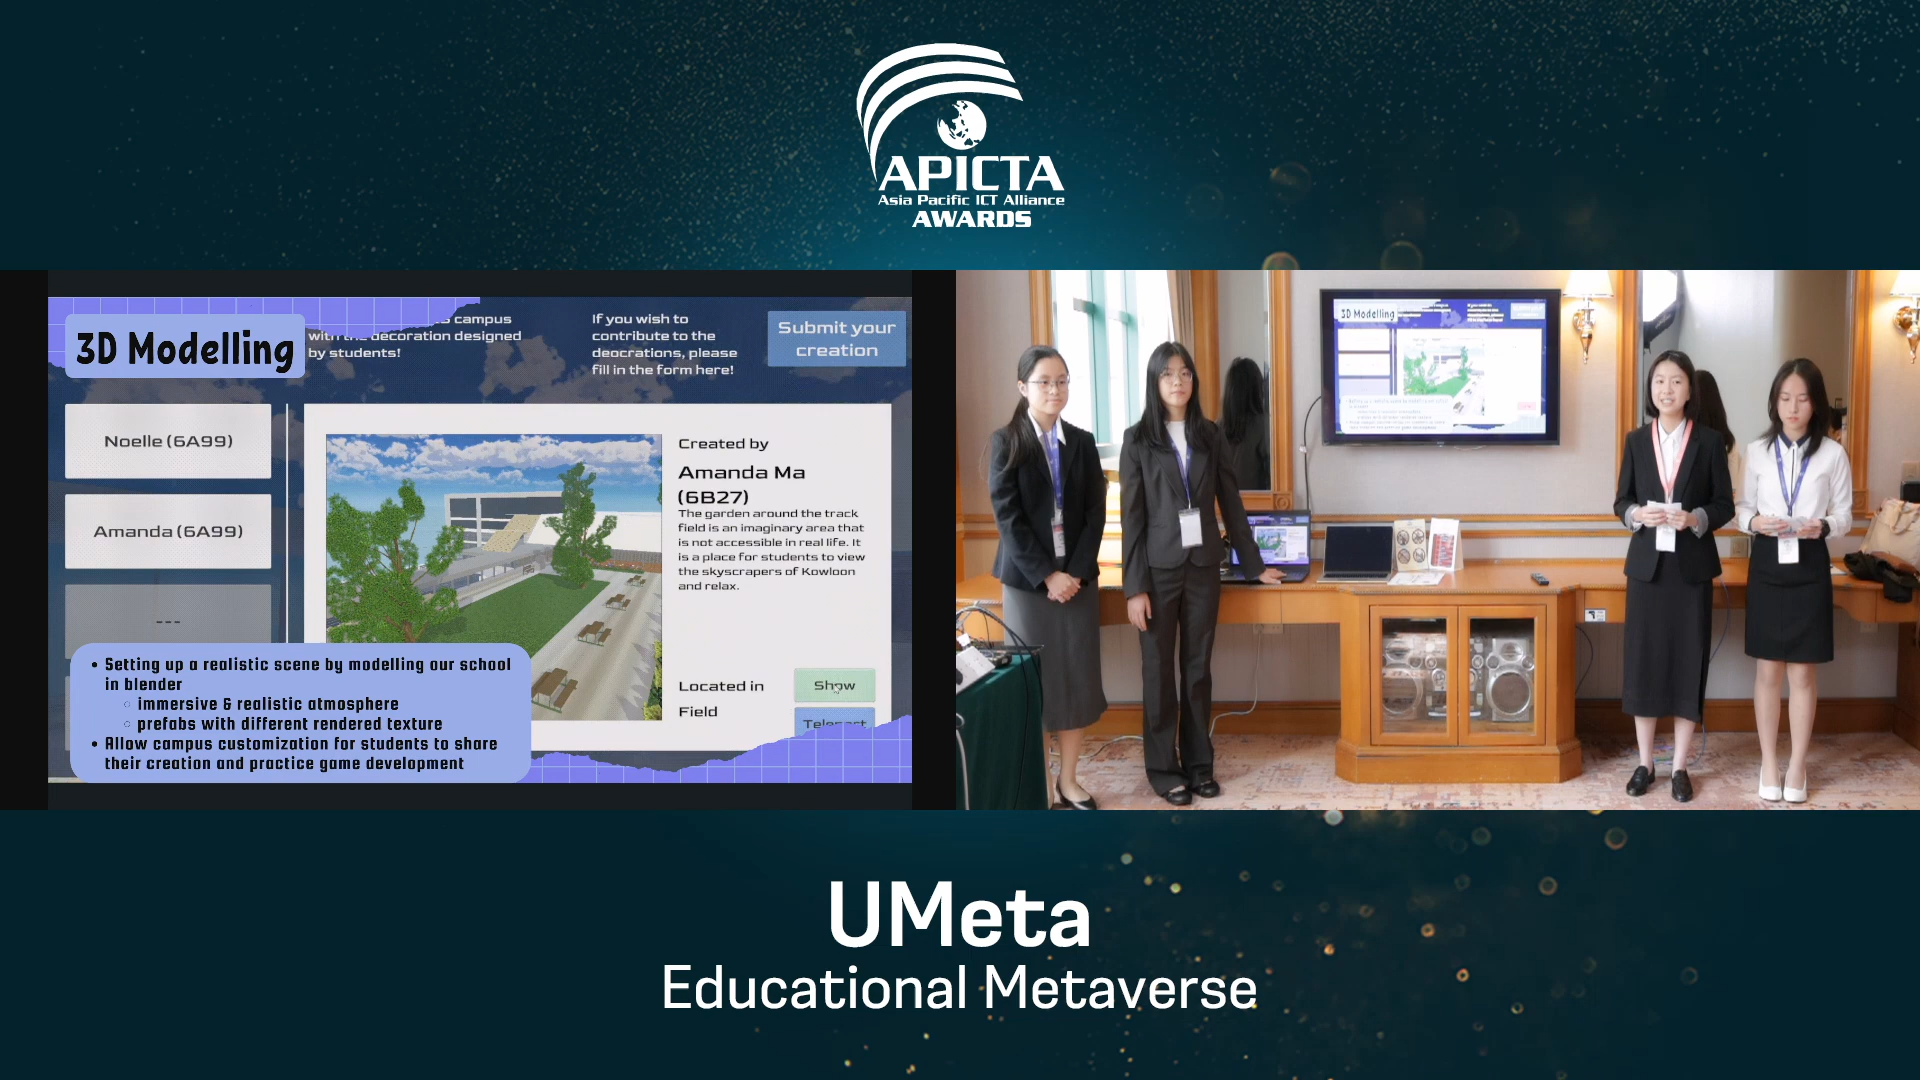 APICTA
Asia Pacific ICT Alliance
AWARDS
3D Modelling
campus
with the decoration designed
by students!
If you wish to
contribute to the
deocrations, please
fill in the form here!
Submit your
creation
Noelle (6A99)
Amanda (6A99)
---
Created by
Amanda Ma
(6B27)
The garden around the track
field is an imaginary area that
is not accessible in real life. It
is a place for students to view
the skyscrapers of Kowloon
and relax.
Located in
Field
Show
Teleport
• Setting up a realistic scene by modelling our school
in blender
◦ immersive & realistic atmosphere
◦ prefabs with different rendered texture
• Allow campus customization for students to share
their creation and practice game development
3D Modelling
UMeta
Educational Metaverse